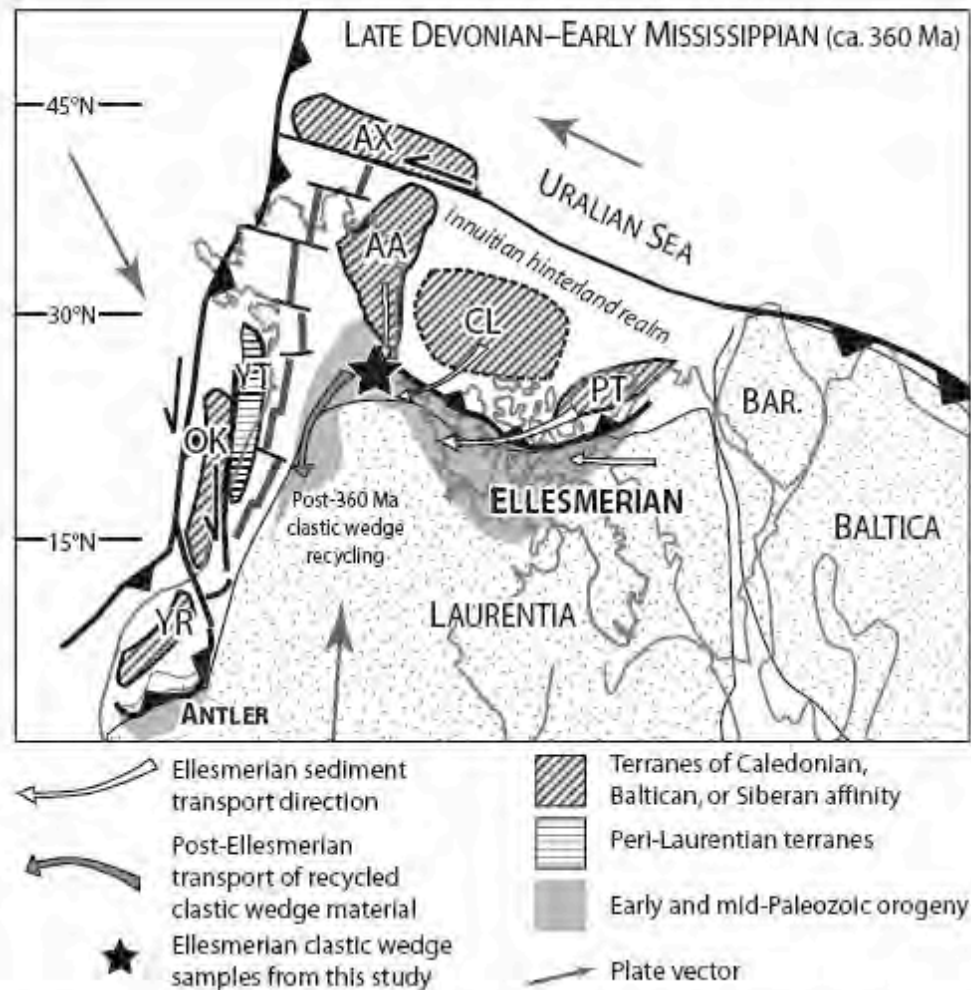 LATE DEVONIAN–EARLY MISSISSIPPIAN (ca. 360 Ma)
45°N
AX
URALIAN SEA
AA
Innuitian hinterland realm
30°N
CL
YT
PT
BAR.
OK
Post-360 Ma
clastic wedge
recycling
ELLESMERIAN
15°N
BALTICA
LAURENTIA
YR
ANTLER
Ellesmerian sediment
transport direction
Post-Ellesmerian
transport of recycled
clastic wedge material
Ellesmerian clastic wedge
samples from this study
Terranes of Caledonian,
Baltican, or Siberan affinity
Peri-Laurentian terranes
Early and mid-Paleozoic orogeny
Plate vector